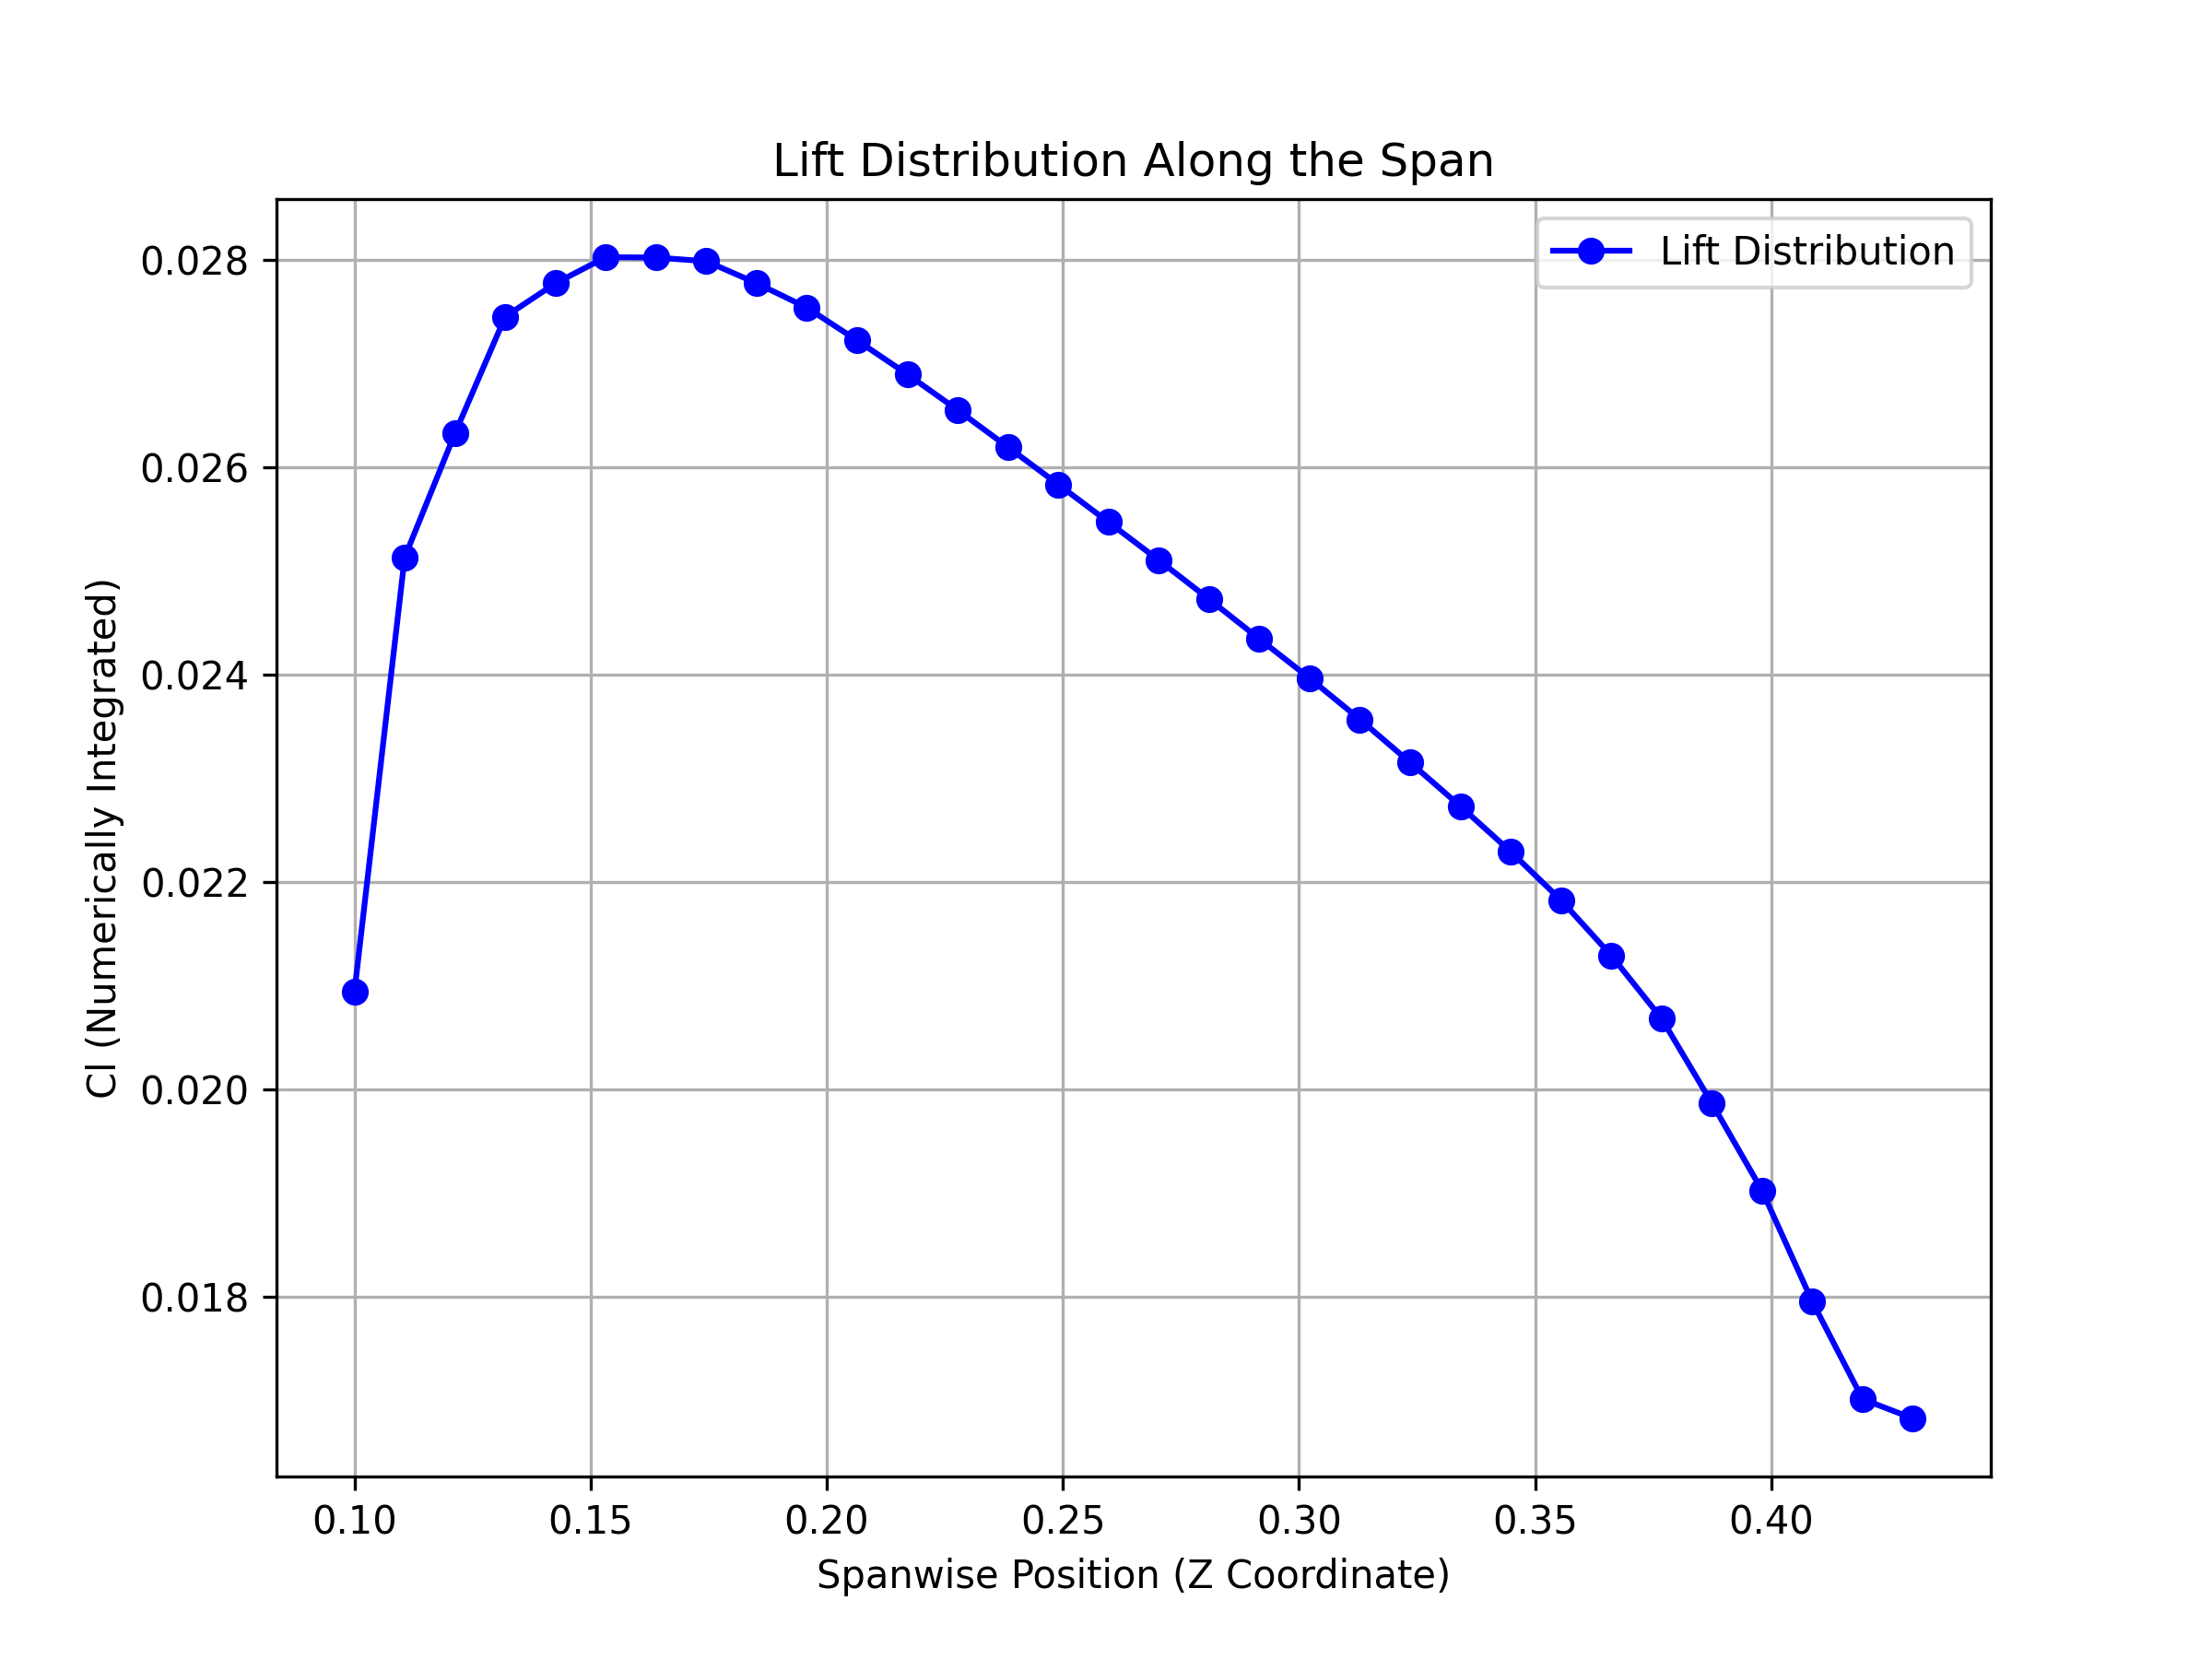 Lift Distribution Along the Span
Lift Distribution
Cl (Numerically Integrated)
0.028
0.026
0.024
0.022
0.020
0.018
0.10 0.15 0.20 0.25 0.30 0.35 0.40
Spanwise Position (Z Coordinate)